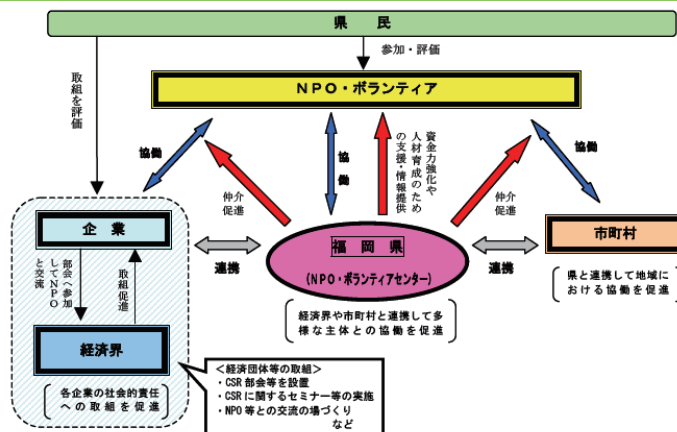 県民
参加・評価
取組を評価
NPO・ボランティア
協働
仲介
促進
協働
資金力強化や
人材育成のため
の支援・情報提供
仲介
促進
協働
企業
連携
福岡県
(NPO・ボランティアセンター)
連携
市町村
部会へ参加
してNPO
と交流
取組促進
県と連携して地域に
おける協働を促進
経済界や市町村と連携して多
様な主体との協働を促進
経済界
各企業の社会的責任
への取組を促進
<経済団体等の取組>
・CSR部会等を設置
・CSRに関するセミナー等の実施
・NPO等との交流の場づくり
など